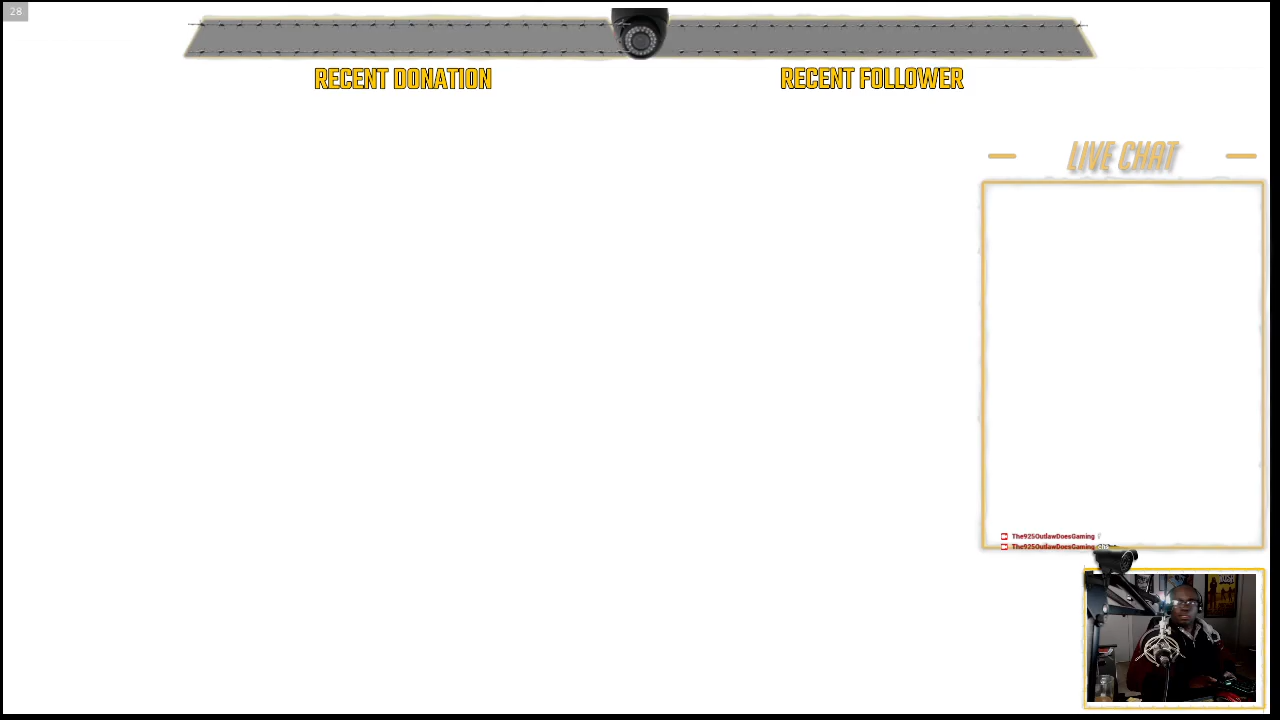 28
RECENT DONATION
RECENT FOLLOWER
LIVE CHAT
The925OutlawDoesGaming
The925OutlawDoesGaming